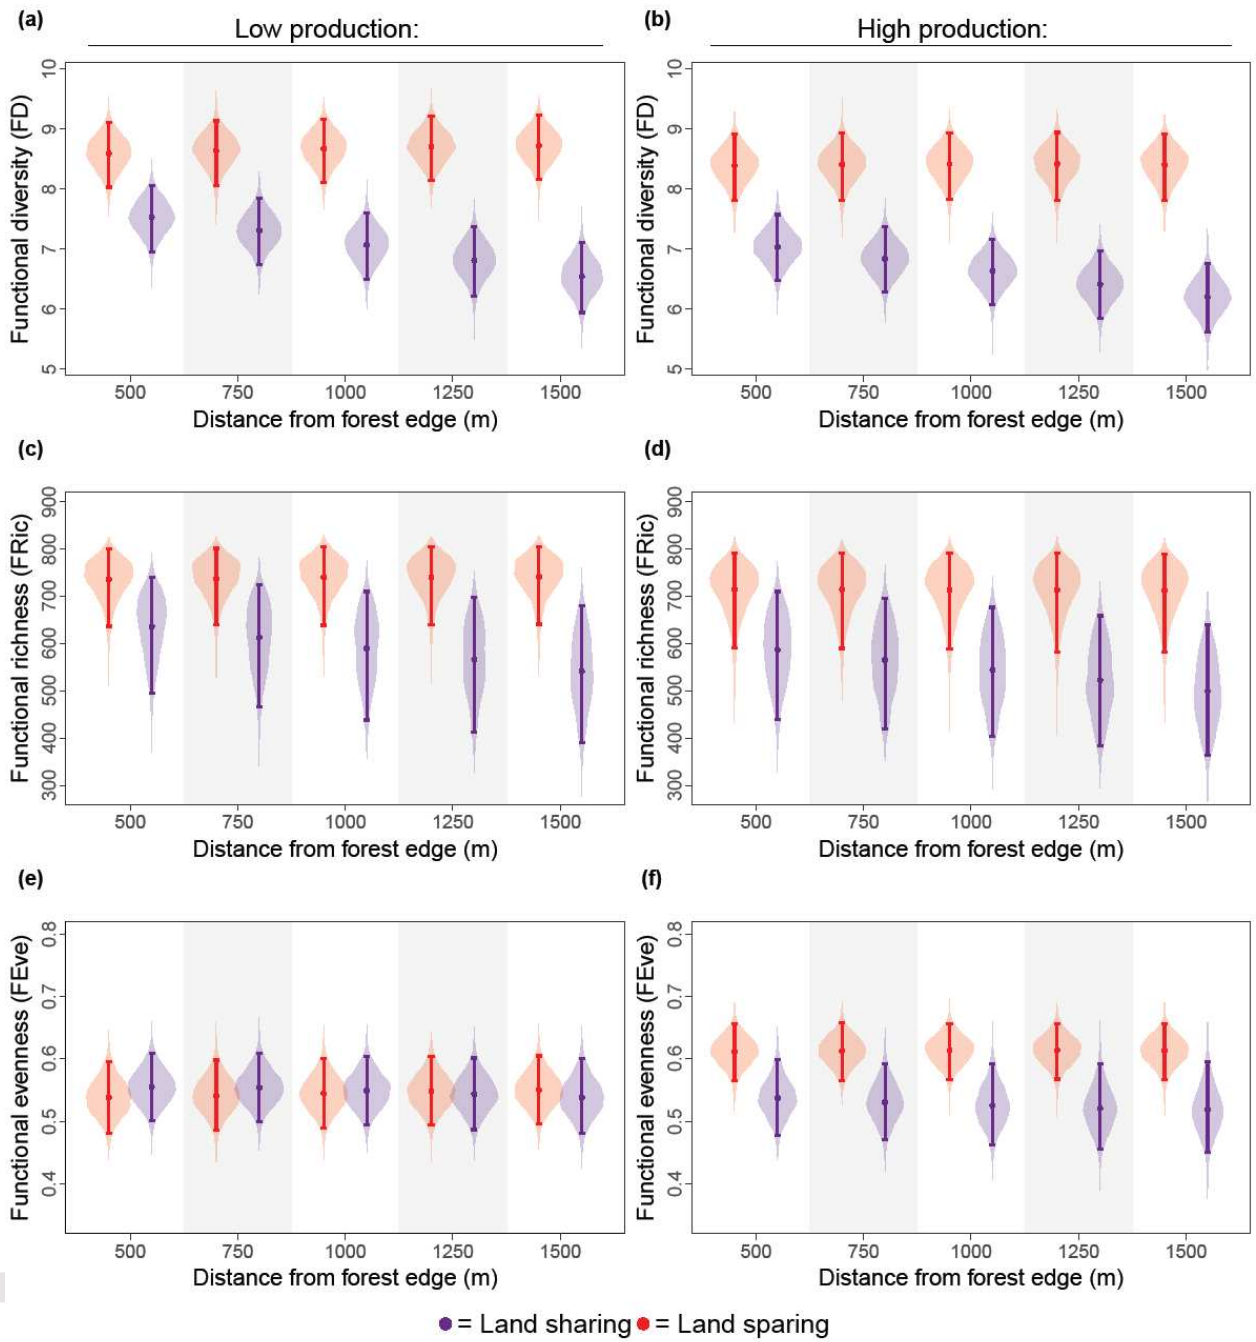 (a)
Low production:
(b)
High production:
Functional diversity (FD)
10
9
8
7
6
5
500 750 1000 1250 1500
Distance from forest edge (m)
Functional diversity (FD)
10
9
8
7
6
5
500 750 1000 1250 1500
Distance from forest edge (m)
(c)
Functional richness (FRic)
900
800
700
600
500
400
300
500 750 1000 1250 1500
Distance from forest edge (m)
(d)
Functional richness (FRic)
900
800
700
600
500
400
300
500 750 1000 1250 1500
Distance from forest edge (m)
(e)
Functional evenness (FEve)
0.8
0.7
0.6
0.5
0.4
500 750 1000 1250 1500
Distance from forest edge (m)
(f)
Functional evenness (FEve)
0.8
0.7
0.6
0.5
0.4
500 750 1000 1250 1500
Distance from forest edge (m)
= Land sharing = Land sparing